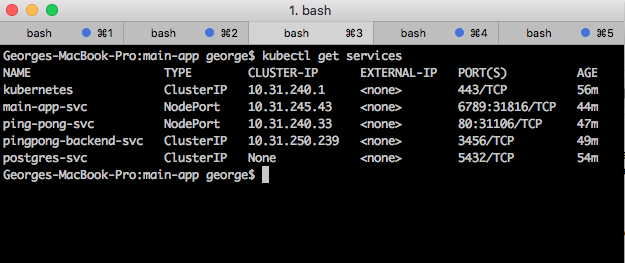 1. bash
bash ⌘1 bash ⌘2 bash ⌘3 bash ⌘4 bash ⌘5
Georges-MacBook-Pro:main-app george$ kubectl get services
NAME TYPE CLUSTER-IP EXTERNAL-IP PORT(S) AGE
kubernetes ClusterIP 10.31.240.1 <none> 443/TCP 56m
main-app-svc NodePort 10.31.245.43 <none> 6789:31816/TCP 44m
ping-pong-svc NodePort 10.31.240.33 <none> 80:31106/TCP 47m
pingpong-backend-svc ClusterIP 10.31.250.239 <none> 3456/TCP 49m
postgres-svc ClusterIP None <none> 5432/TCP 54m
Georges-MacBook-Pro:main-app george$